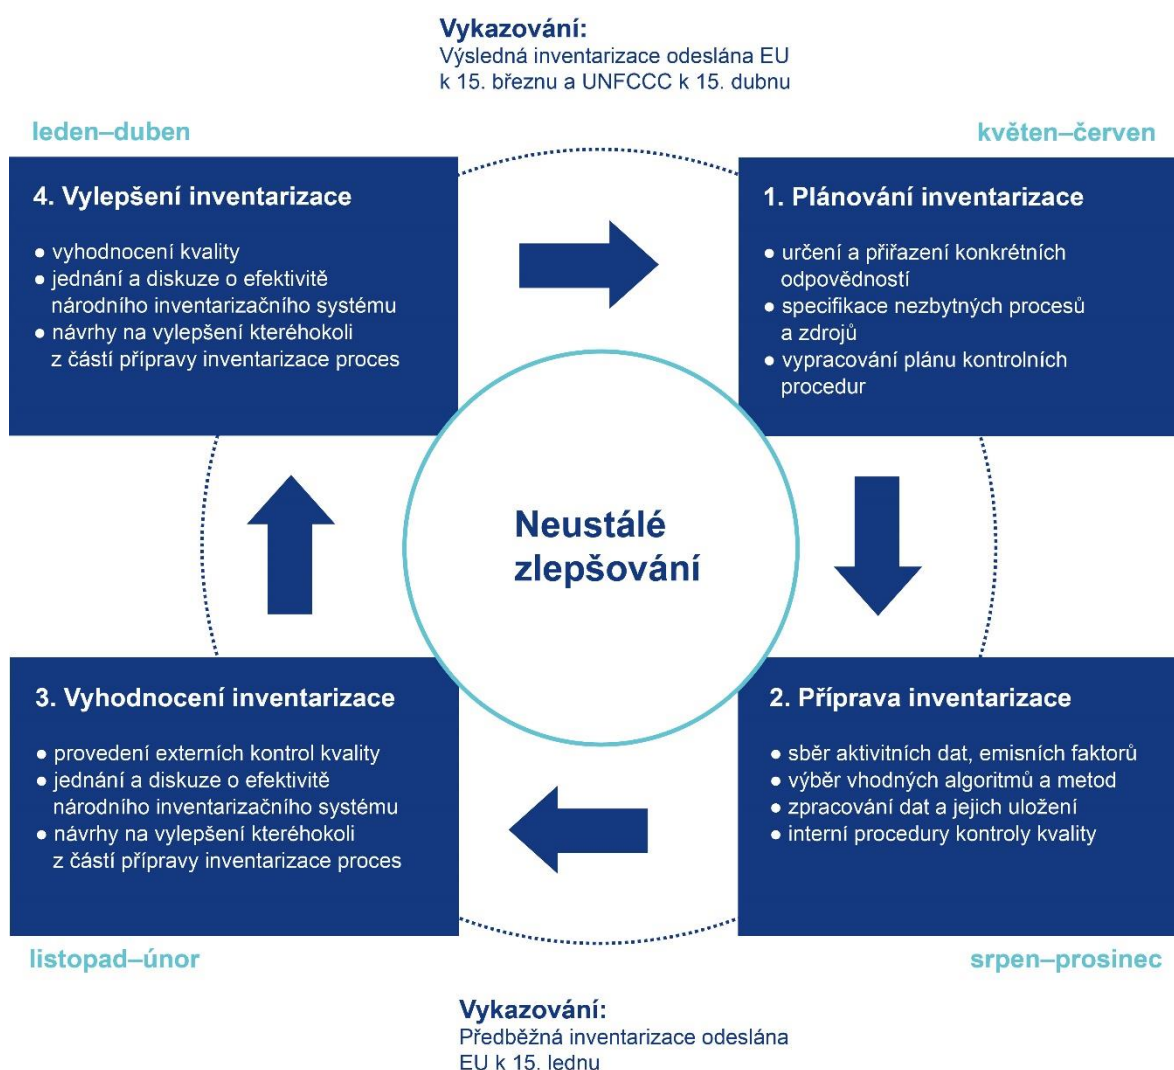 Vykazování:
Výsledná inventarizace odeslána EU
k 15. březnu a UNFCCC k 15. dubnu
leden–duben
květen–červen
4. Vylepšení inventarizace
● vyhodnocení kvality
● jednání a diskuze o efektivitě
národního inventarizačního systému
● návrhy na vylepšení kteréhokoli
z částí přípravy inventarizace proces
1. Plánování inventarizace
● určení a přiřazení konkrétních
odpovědností
● specifikace nezbytných procesů
a zdrojů
● vypracování plánu kontrolních
procedur
Neustálé
zlepšování
3. Vyhodnocení inventarizace
● provedení externích kontrol kvality
● jednání a diskuze o efektivitě
národního inventarizačního systému
● návrhy na vylepšení kteréhokoli
z částí přípravy inventarizace proces
2. Příprava inventarizace
● sběr aktivitních dat, emisních faktorů
● výběr vhodných algoritmů a metod
● zpracování dat a jejich uložení
● interní procedury kontroly kvality
listopad–únor
srpen–prosinec
Vykazování:
Předběžná inventarizace odeslána
EU k 15. lednu